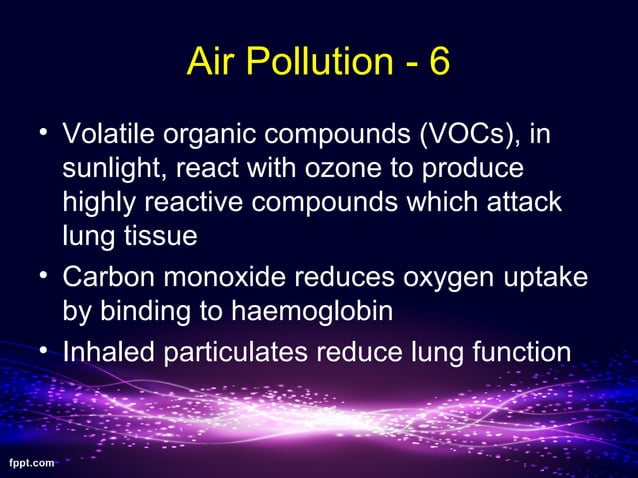 Air Pollution - 6
• Volatile organic compounds (VOCs), in
sunlight, react with ozone to produce
highly reactive compounds which attack
lung tissue
• Carbon monoxide reduces oxygen uptake
by binding to haemoglobin
• Inhaled particulates reduce lung function
fppt.com